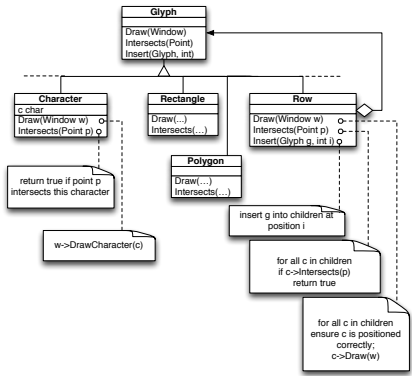 Glyph
Draw(Window)
Intersects(Point)
Insert(Glyph, int)
Character
c char
Draw(Window w)
Intersects(Point p)
Rectangle
Draw(...)
Intersects(...)
Row
Draw(Window w)
Intersects(Point p)
Insert(Glyph g, int i)
Polygon
Draw(...)
Intersects(...)
return true if point p
intersects this character
w->DrawCharacter(c)
insert g into children at
position i
for all c in children
if c->Intersects(p)
return true
for all c in children
ensure c is positioned
correctly;
c->Draw(w)